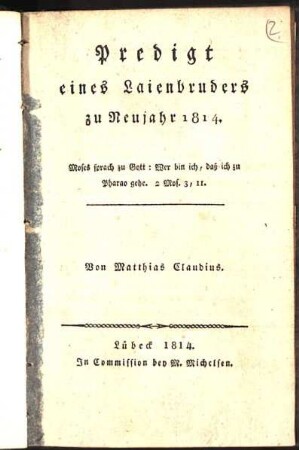 2.
Predigt
eines Laienbruders
zu Neujahr 1814.
Moses sprach zu Gott: Wer bin ich, daß ich zu
Pharao gehe. 2 Mos. 3, 11.
Von Matthias Claudius.
Lübeck 1814.
In Commission bey M. Michelsen.